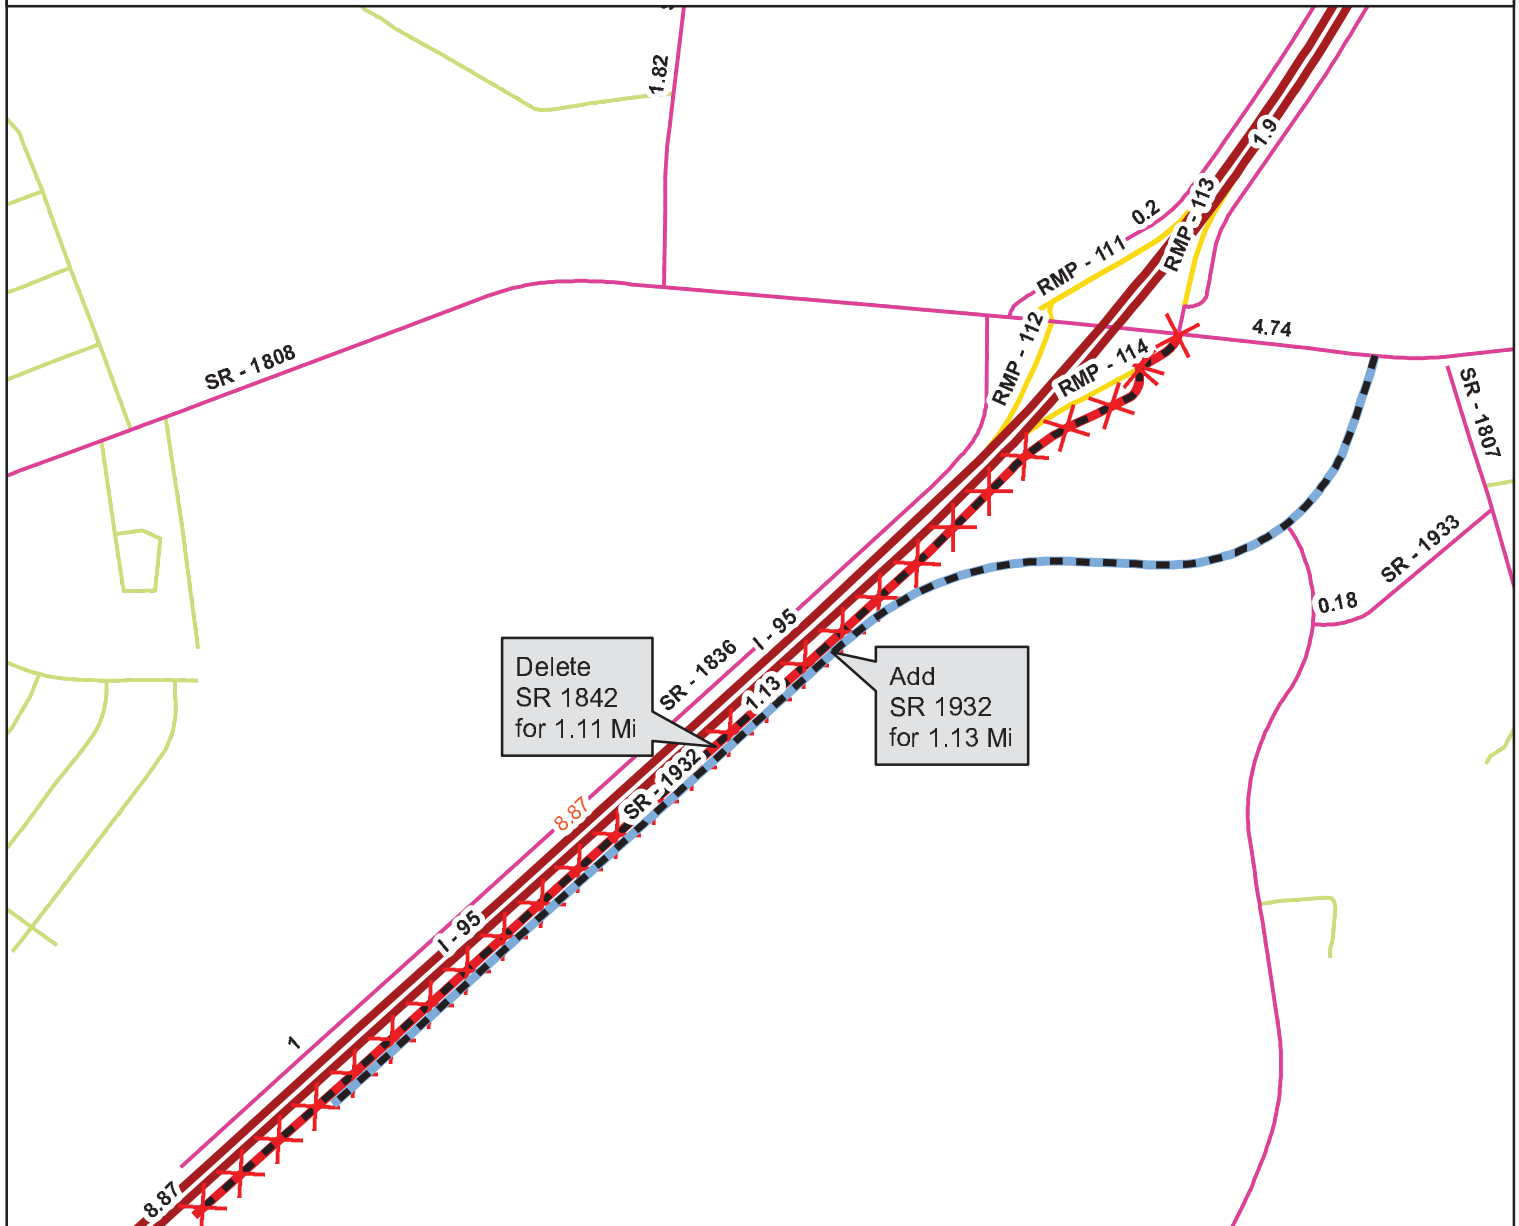 1.82
1.9
RMP - 113
0.2
RMP - 111
RMP - 112
RMP - 114
4.74
SR - 1808
SR - 1807
SR - 1933
0.18
I - 95
SR - 1836
Delete
SR 1842
for 1.11 Mi
Add
SR 1932
for 1.13 Mi
1.13
SR - 1932
8.87
I - 95
1
8.87